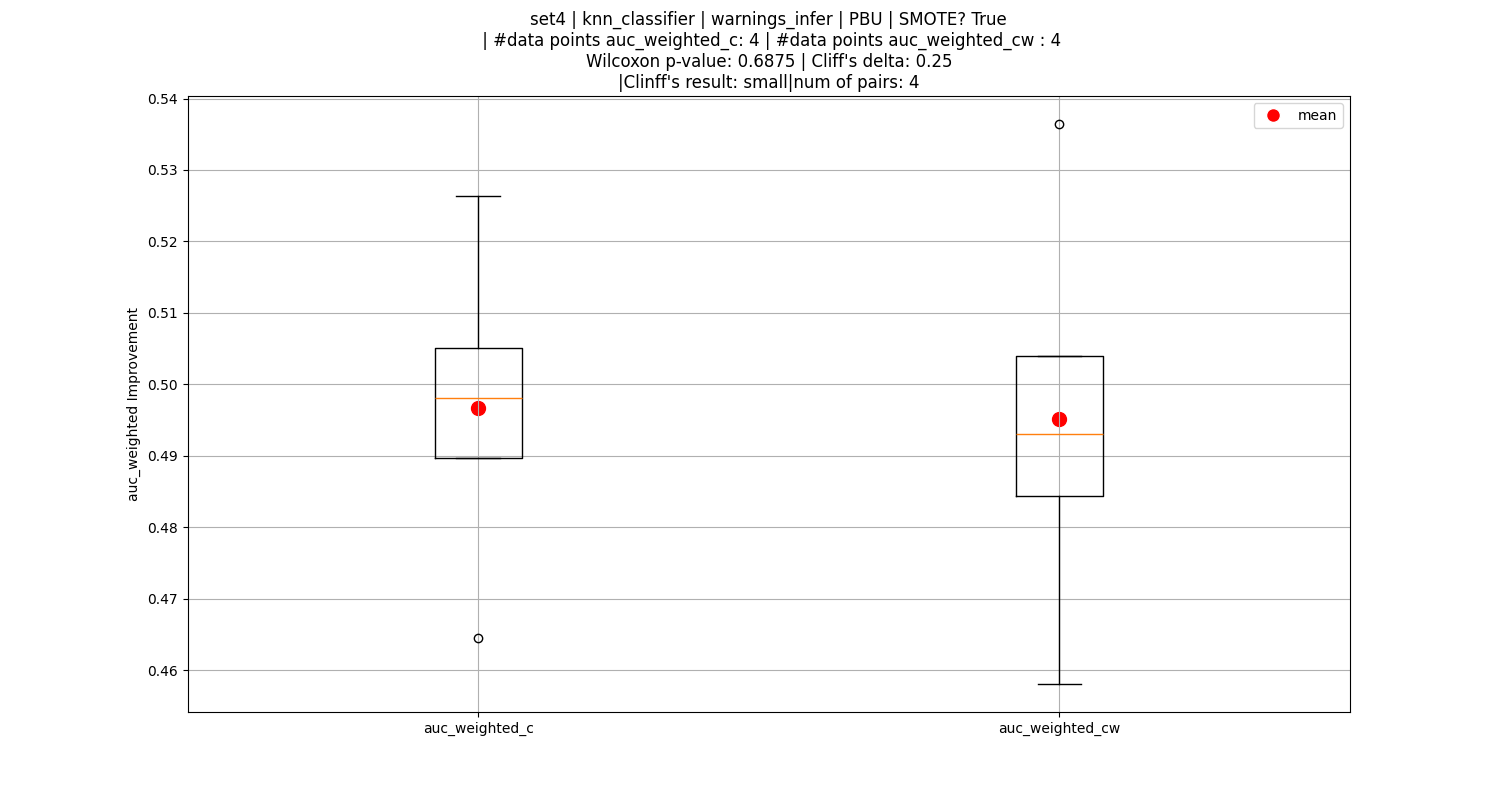 set4 | knn_classifier | warnings_infer | PBU | SMOTE? True
| #data points auc_weighted_c: 4 | #data points auc_weighted_cw : 4
Wilcoxon p-value: 0.6875 | Cliff's delta: 0.25
|Clinff's result: small|num of pairs: 4
mean
auc_weighted Improvement
0.54
0.53
0.52
0.51
0.50
0.49
0.48
0.47
0.46
auc_weighted_c
auc_weighted_cw